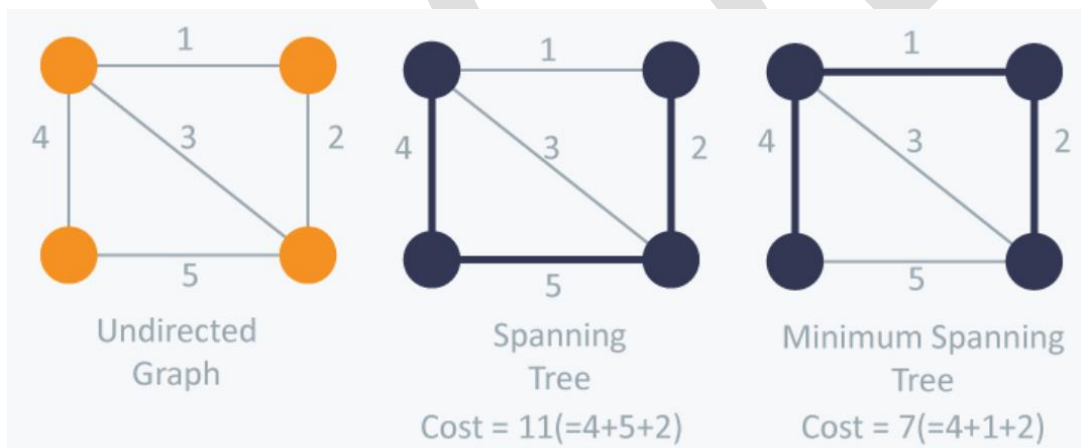 1
4
3
2
5
Undirected
Graph
1
4
3
2
5
Spanning
Tree
Cost = 11(=4+5+2)
1
4
3
2
5
Minimum Spanning
Tree
Cost = 7(=4+1+2)